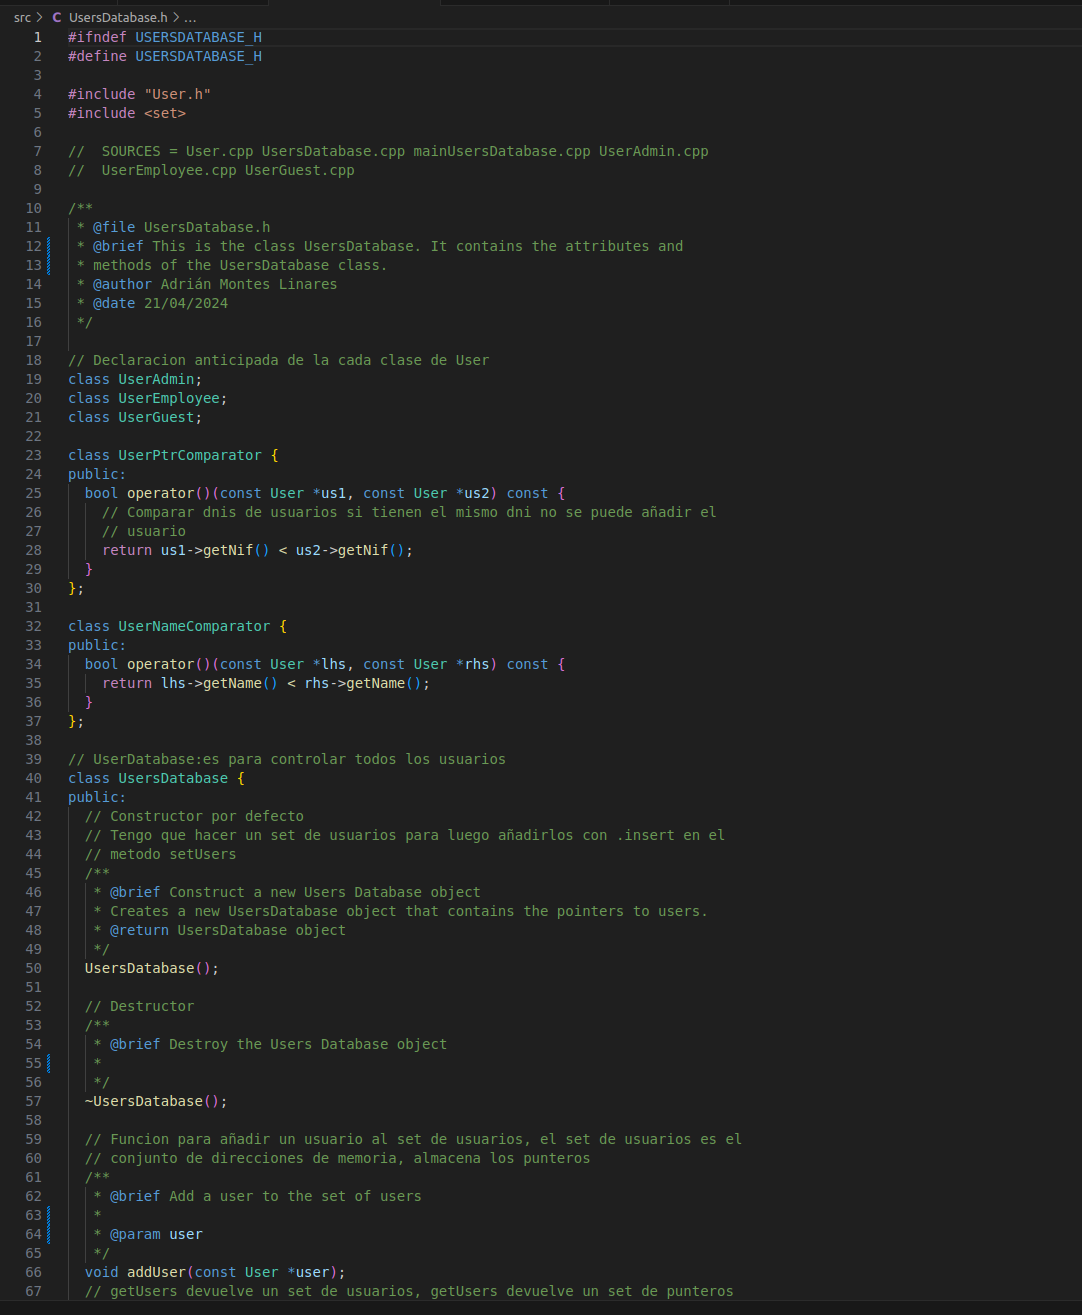 src > C UsersDatabase.h > ...
1 #ifndef USERSDATABASE_H
2 #define USERSDATABASE_H
3
4 #include "User.h"
5 #include <set>
6
7 //  SOURCES = User.cpp UsersDatabase.cpp mainUsersDatabase.cpp UserAdmin.cpp
8 //  UserEmployee.cpp UserGuest.cpp
9
10 /**
11  * @file UsersDatabase.h
12  * @brief This is the class UsersDatabase. It contains the attributes and
13  * methods of the UsersDatabase class.
14  * @author Adrián Montes Linares
15  * @date 21/04/2024
16  */
17
18 // Declaracion anticipada de la cada clase de User
19 class UserAdmin;
20 class UserEmployee;
21 class UserGuest;
22
23 class UserPtrComparator {
24 public:
25   bool operator()(const User *us1, const User *us2) const {
26     // Comparar dnis de usuarios si tienen el mismo dni no se puede añadir el
27     // usuario
28     return us1->getNif() < us2->getNif();
29   }
30 };
31
32 class UserNameComparator {
33 public:
34   bool operator()(const User *lhs, const User *rhs) const {
35     return lhs->getName() < rhs->getName();
36   }
37 };
38
39 // UserDatabase:es para controlar todos los usuarios
40 class UsersDatabase {
41 public:
42   // Constructor por defecto
43   // Tengo que hacer un set de usuarios para luego añadirlos con .insert en el
44   // metodo setUsers
45   /**
46    * @brief Construct a new Users Database object
47    * Creates a new UsersDatabase object that contains the pointers to users.
48    * @return UsersDatabase object
49    */
50   UsersDatabase();
51
52   // Destructor
53   /**
54    * @brief Destroy the Users Database object
55    *
56    */
57   ~UsersDatabase();
58
59   // Funcion para añadir un usuario al set de usuarios, el set de usuarios es el
60   // conjunto de direcciones de memoria, almacena los punteros
61   /**
62    * @brief Add a user to the set of users
63    *
64    * @param user
65    */
66   void addUser(const User *user);
67   // getUsers devuelve un set de usuarios, getUsers devuelve un set de punteros